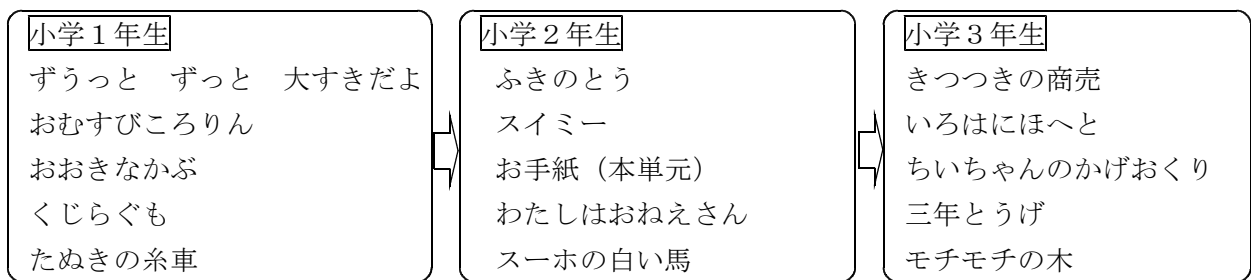 小学１年生
ずうっと　ずっと　大すきだよ
おむすびころりん
おおきなかぶ
くじらぐも
たぬきの糸車
小学２年生
ふきのとう
スイミー
お手紙（本単元）
わたしはおねえさん
スーホの白い馬
小学３年生
きつつきの商売
いろはにほへと
ちいちゃんのかげおくり
三年とうげ
モチモチの木